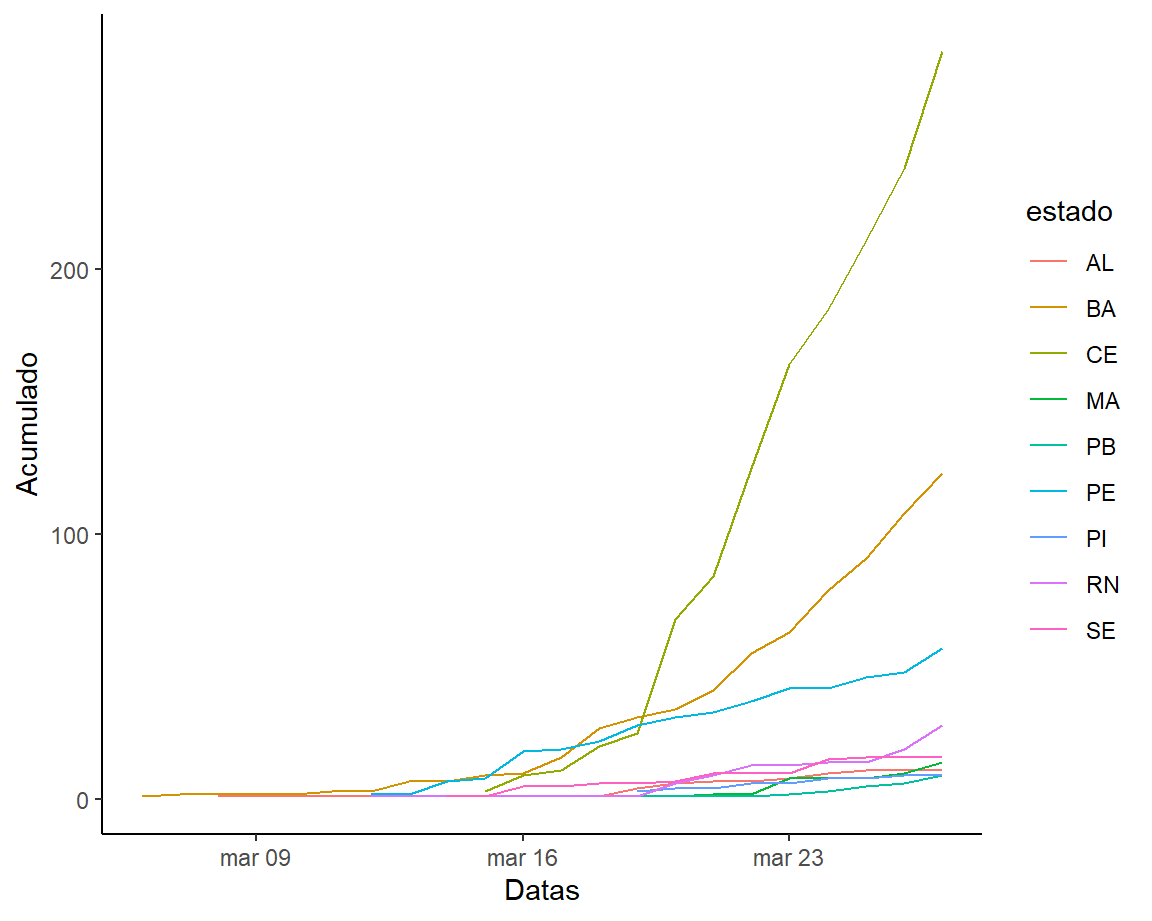 Acumulado
200
100
0
mar 09
mar 16
mar 23
Datas
estado
AL
BA
CE
MA
PB
PE
PI
RN
SE